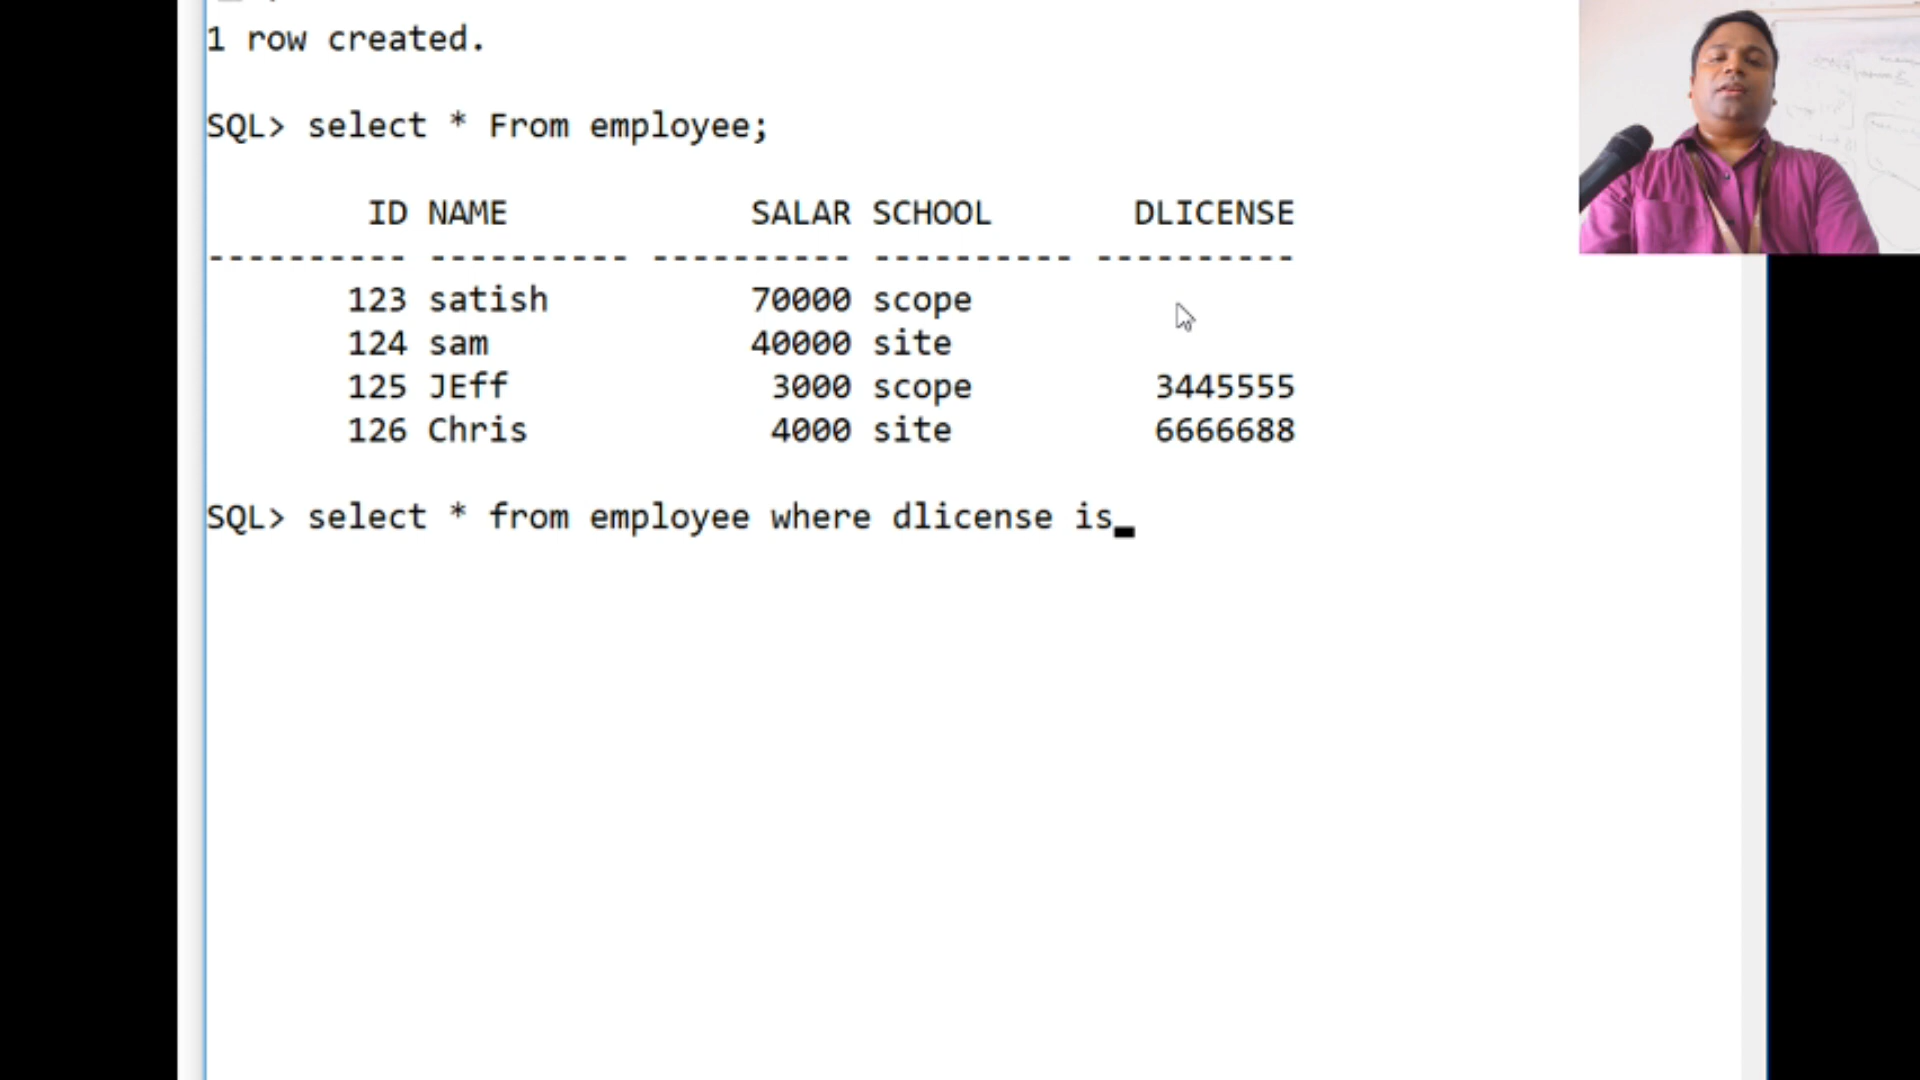 1 row created.
SQL> select * From employee;
ID NAME SALAR SCHOOL DLICENSE
---------- ---------- ---------- ---------- ----------
123 satish 70000 scope
124 sam 40000 site
125 JEff 3000 scope 3445555
126 Chris 4000 site 6666688
SQL> select * from employee where dlicense is